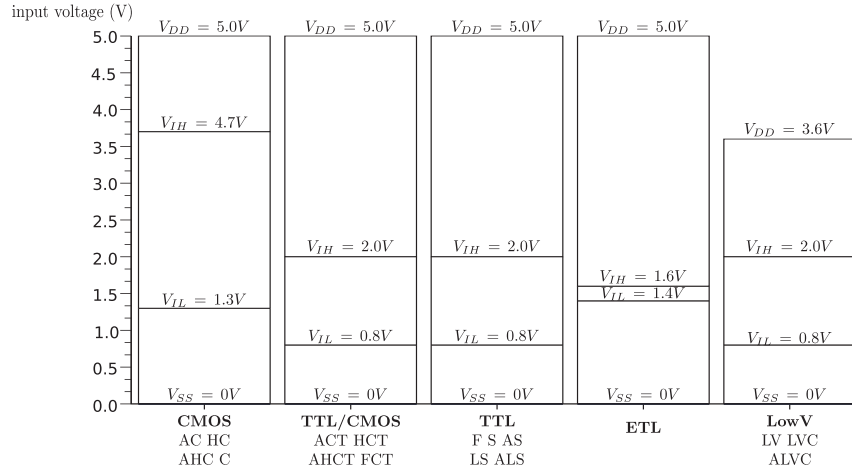 input voltage (V)
V_DD = 5.0V V_DD = 5.0V V_DD = 5.0V V_DD = 5.0V
5.0
4.5
4.0
V_IH = 4.7V
V_DD = 3.6V
3.5
3.0
2.5
V_IH = 2.0V V_IH = 2.0V V_IH = 2.0V
2.0
V_IH = 1.6V
1.5
V_IL = 1.3V V_IL = 1.4V
1.0
V_IL = 0.8V V_IL = 0.8V V_IL = 0.8V
0.5
V_SS = 0V V_SS = 0V V_SS = 0V V_SS = 0V V_SS = 0V
0.0
CMOS TTL/CMOS TTL ETL LowV
AC HC ACT HCT F S AS LV LVC
AHC C AHCT FCT LS ALS ALVC